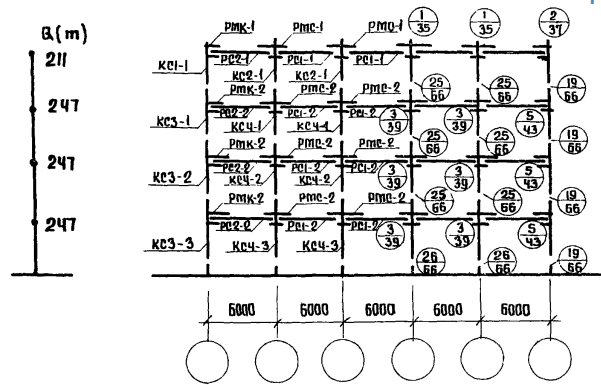 Q(т)
211
247
247
247
РМК-1 РМС-1 РМС-1 1/35 1/35 2/37
КС1-1 РС2-1 РС1-1 РС1-1
КС2-1 КС2-1
РМК-2 РМС-2 РМС-2 25/66 25/66 19/66
КС3-1 РС2-2 РС1-2 РС1-2 3/39 3/39 5/43
КС4-1 КС4-1 25/66 25/66 19/66
РМК-2 РМС-2 РМС-2
КС3-2 РС2-2 РС1-2 РС1-2 3/39 3/39 5/43
КС4-2 КС4-2 25/66 25/66 19/66
РМК-2 РМС-2 РМС-2
КС3-3 РС2-2 РС1-2 РС1-2 3/39 3/39 5/43
КС4-3 КС4-3 26/66 26/66 19/66
6000 6000 6000 6000 6000